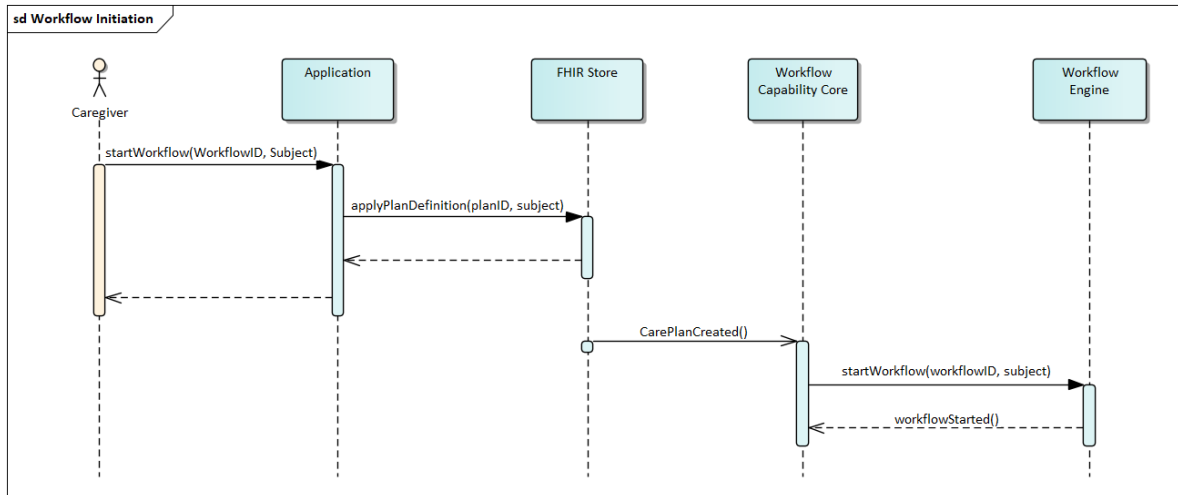 sd Workflow Initiation
Caregiver
Application
FHIR Store
Workflow
Capability Core
Workflow
Engine
startWorkflow(WorkflowID, Subject)
applyPlanDefinition(planID, subject)
CarePlanCreated()
startWorkflow(workflowID, subject)
workflowStarted()